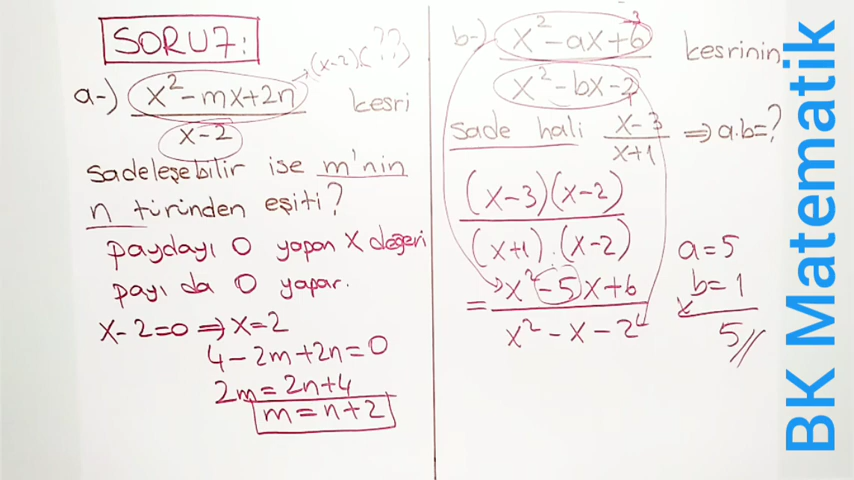 SORU7:
a-) x²-mx+2n → (x-2)(??)
x-2
kesri
sadeleşebilir ise m'nin
n türünden eşiti?
paydayı 0 yapan x değeri
payı da 0 yapar.
x-2=0 ⇒ x=2
4-2m+2n=0
2m=2n+4
m=n+2
b-) x²-ax+6
x²-bx-2
kesrinin
sade hali x-3 ⇒ a.b=?
x+1
(x-3)(x-2)
(x+1).(x-2)
= x²-5x+6
x²-x-2
a=5
b=1
x
5//
BK Matematik